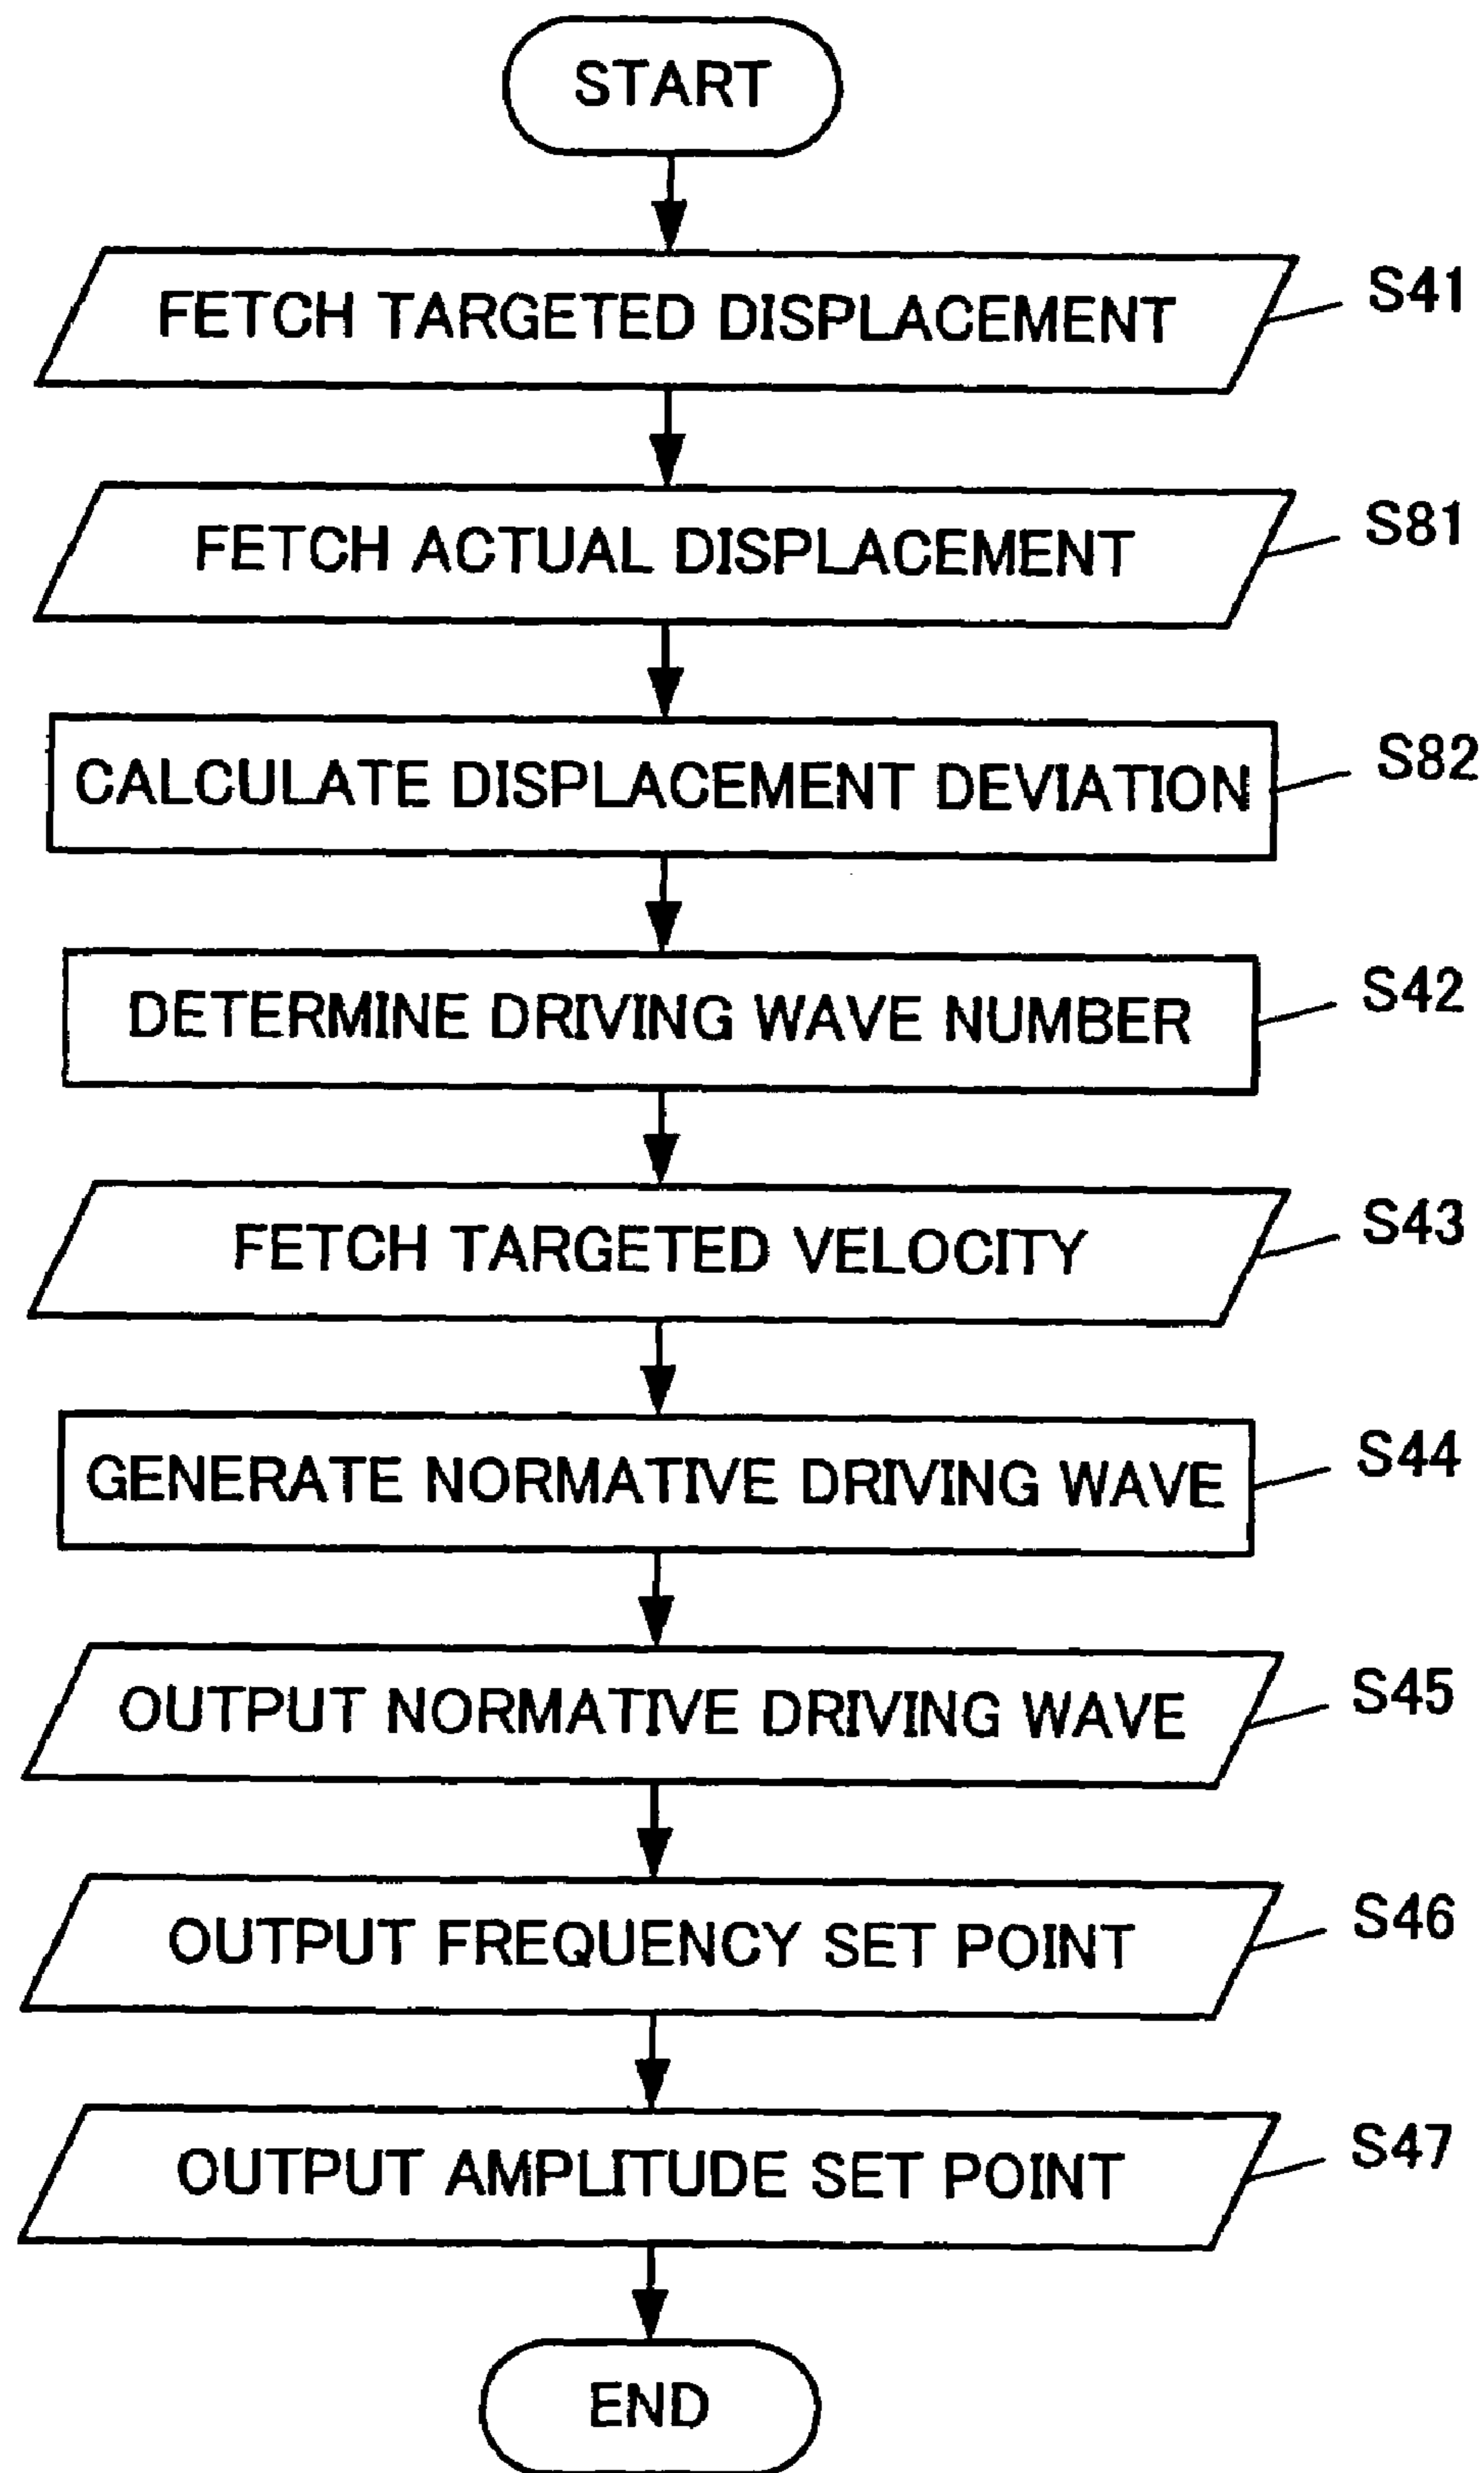 START
FETCH TARGETED DISPLACEMENT
S41
FETCH ACTUAL DISPLACEMENT
S81
CALCULATE DISPLACEMENT DEVIATION
S82
DETERMINE DRIVING WAVE NUMBER
S42
FETCH TARGETED VELOCITY
S43
GENERATE NORMATIVE DRIVING WAVE
S44
OUTPUT NORMATIVE DRIVING WAVE
S45
OUTPUT FREQUENCY SET POINT
S46
OUTPUT AMPLITUDE SET POINT
S47
END